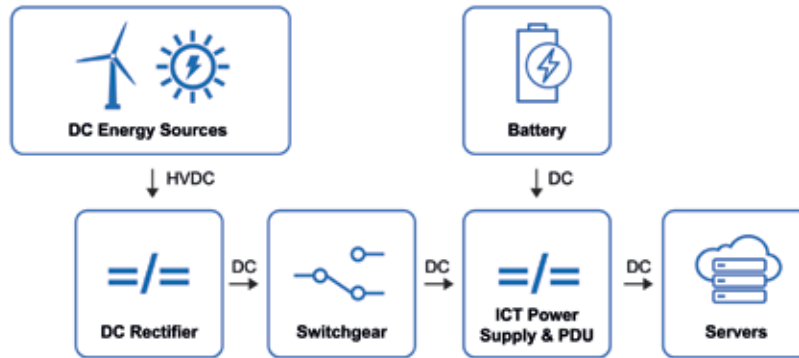 DC Energy Sources
Battery
HVDC
DC
=/=
DC Rectifier
DC
Switchgear
DC
=/=
ICT Power
Supply & PDU
DC
Servers